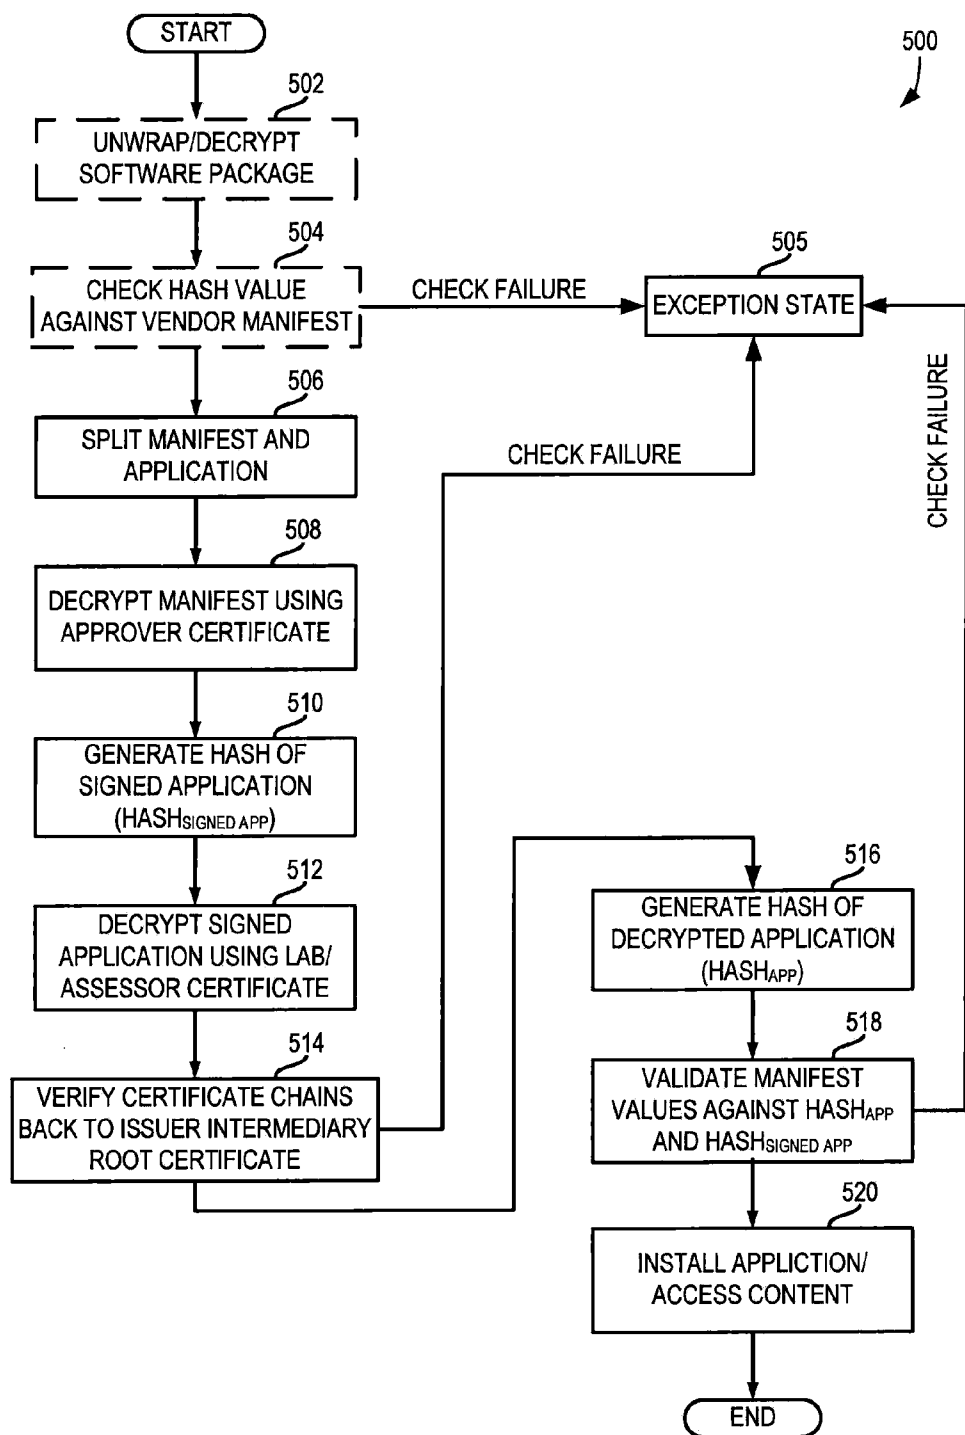 START
500
502
UNWRAP/DECRYPT
SOFTWARE PACKAGE
504
CHECK HASH VALUE
AGAINST VENDOR MANIFEST
CHECK FAILURE
505
EXCEPTION STATE
506
SPLIT MANIFEST AND
APPLICATION
CHECK FAILURE
CHECK FAILURE
508
DECRYPT MANIFEST USING
APPROVER CERTIFICATE
510
GENERATE HASH OF
SIGNED APPLICATION
(HASHSIGNED APP)
512
DECRYPT SIGNED
APPLICATION USING LAB/
ASSESSOR CERTIFICATE
514
VERIFY CERTIFICATE CHAINS
BACK TO ISSUER INTERMEDIARY
ROOT CERTIFICATE
516
GENERATE HASH OF
DECRYPTED APPLICATION
(HASHAPP)
518
VALIDATE MANIFEST
VALUES AGAINST HASHAPP
AND HASHSIGNED APP
520
INSTALL APPLICTION/
ACCESS CONTENT
END